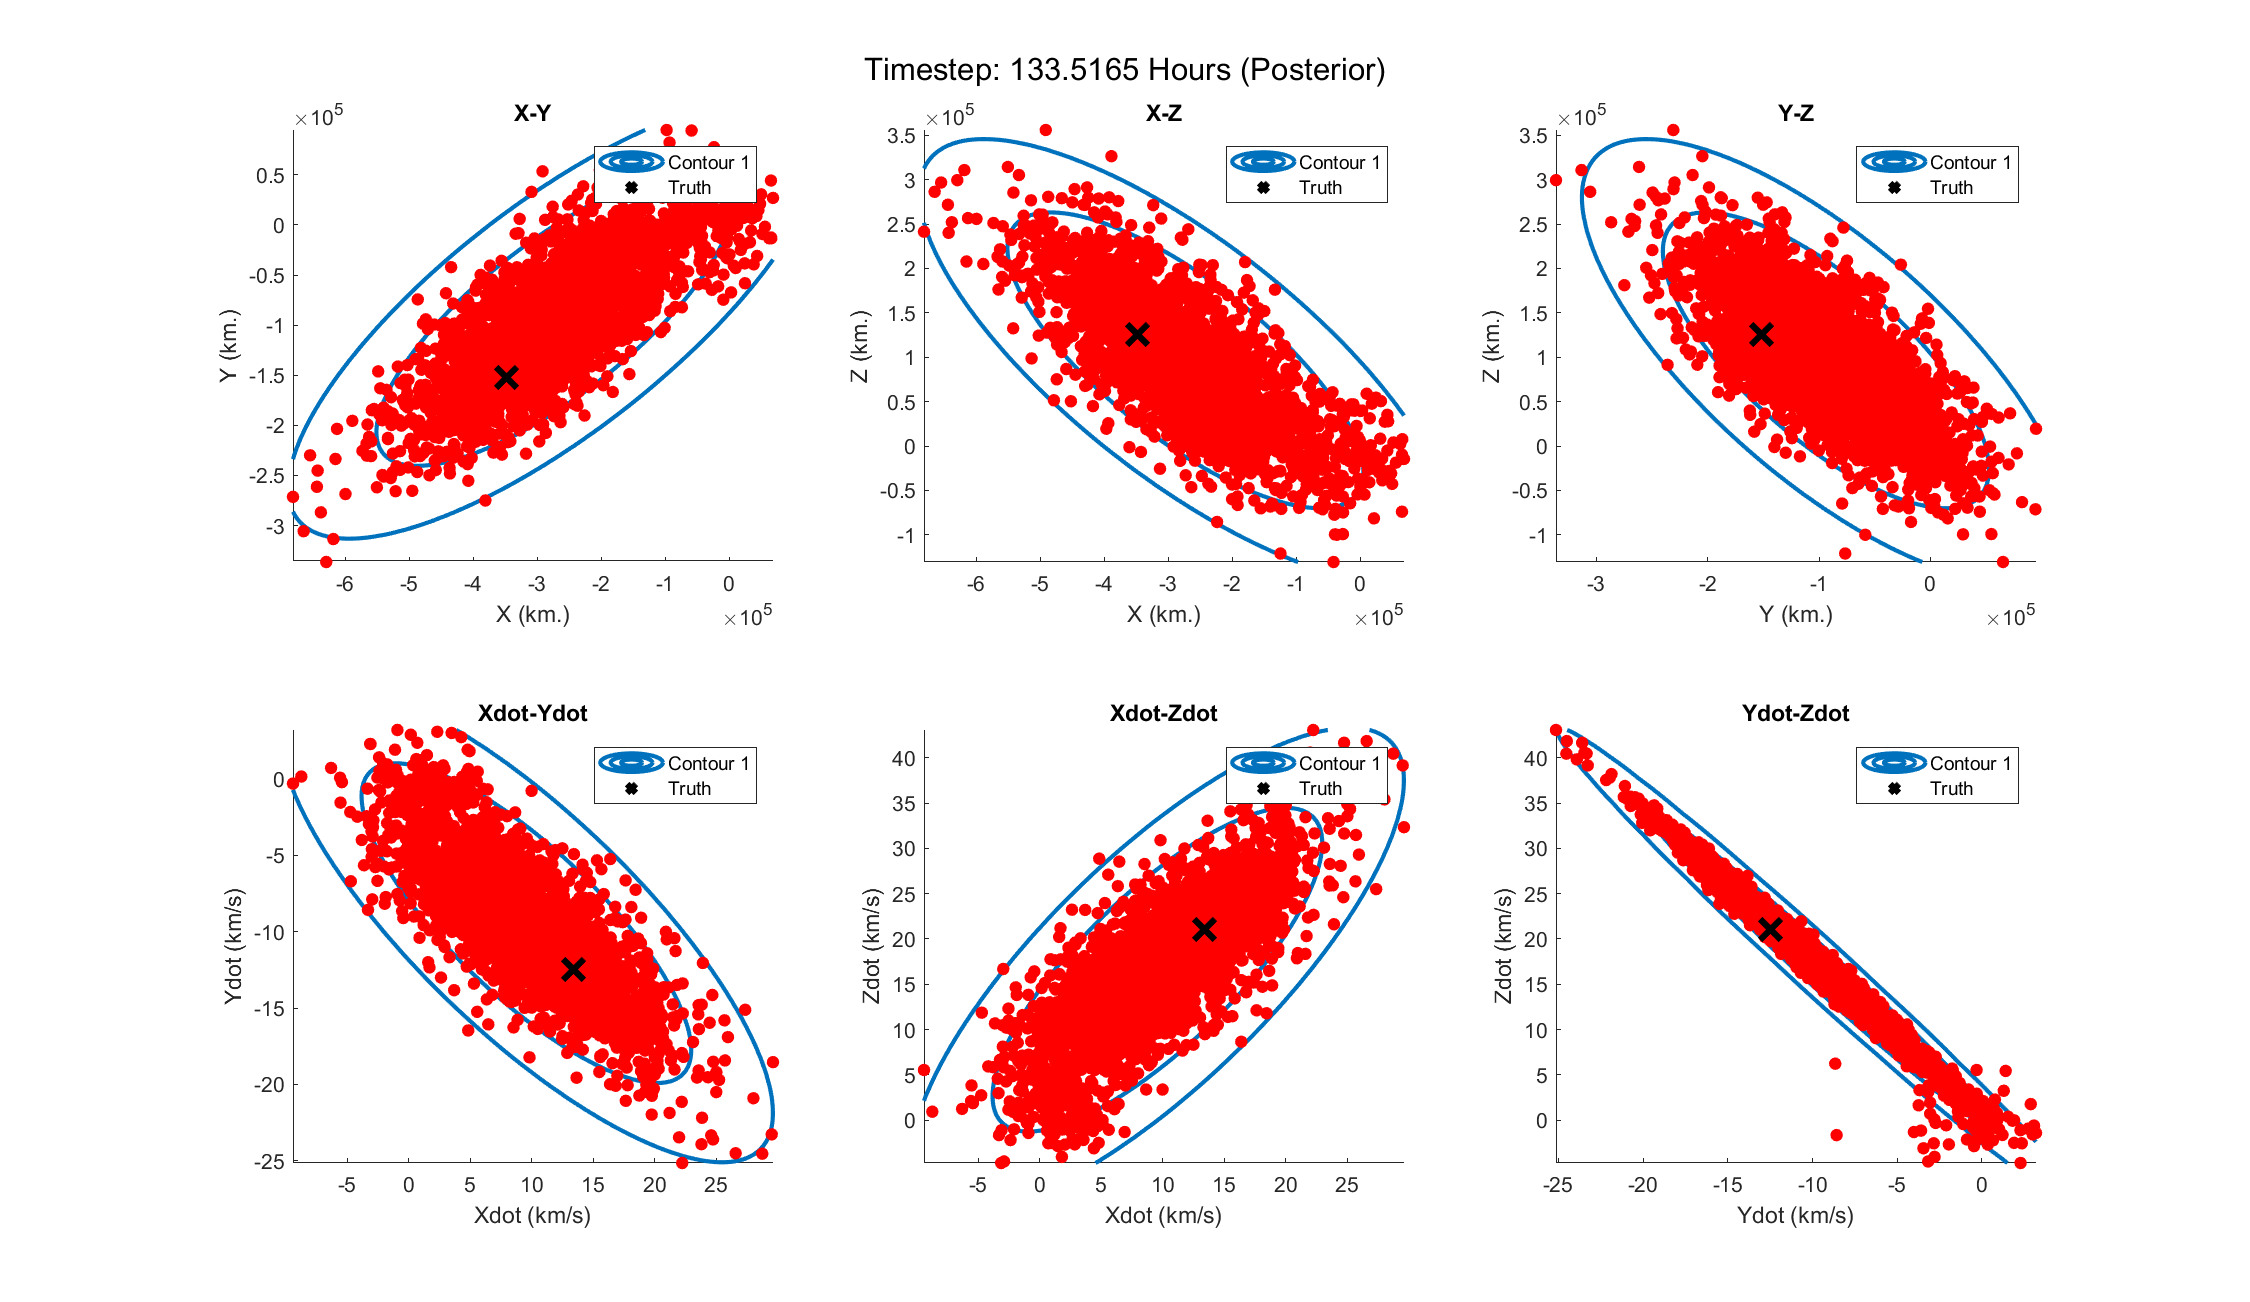 Timestep: 133.5165 Hours (Posterior)
X-Y
×10^5
0.5
0
-0.5
-1
-1.5
-2
-2.5
-3
Y (km.)
-6 -5 -4 -3 -2 -1 0
X (km.)
×10^5
Contour 1
Truth
X-Z
×10^5
3.5
3
2.5
2
1.5
1
0.5
0
-0.5
-1
Z (km.)
-6 -5 -4 -3 -2 -1 0
X (km.)
×10^5
Contour 1
Truth
Y-Z
×10^5
3.5
3
2.5
2
1.5
1
0.5
0
-0.5
-1
Z (km.)
-3 -2 -1 0
Y (km.)
×10^5
Contour 1
Truth
Xdot-Ydot
0
-5
-10
-15
-20
-25
Ydot (km/s)
-5 0 5 10 15 20 25
Xdot (km/s)
Contour 1
Truth
Xdot-Zdot
40
35
30
25
20
15
10
5
0
Zdot (km/s)
-5 0 5 10 15 20 25
Xdot (km/s)
Contour 1
Truth
Ydot-Zdot
40
35
30
25
20
15
10
5
0
Zdot (km/s)
-25 -20 -15 -10 -5 0
Ydot (km/s)
Contour 1
Truth